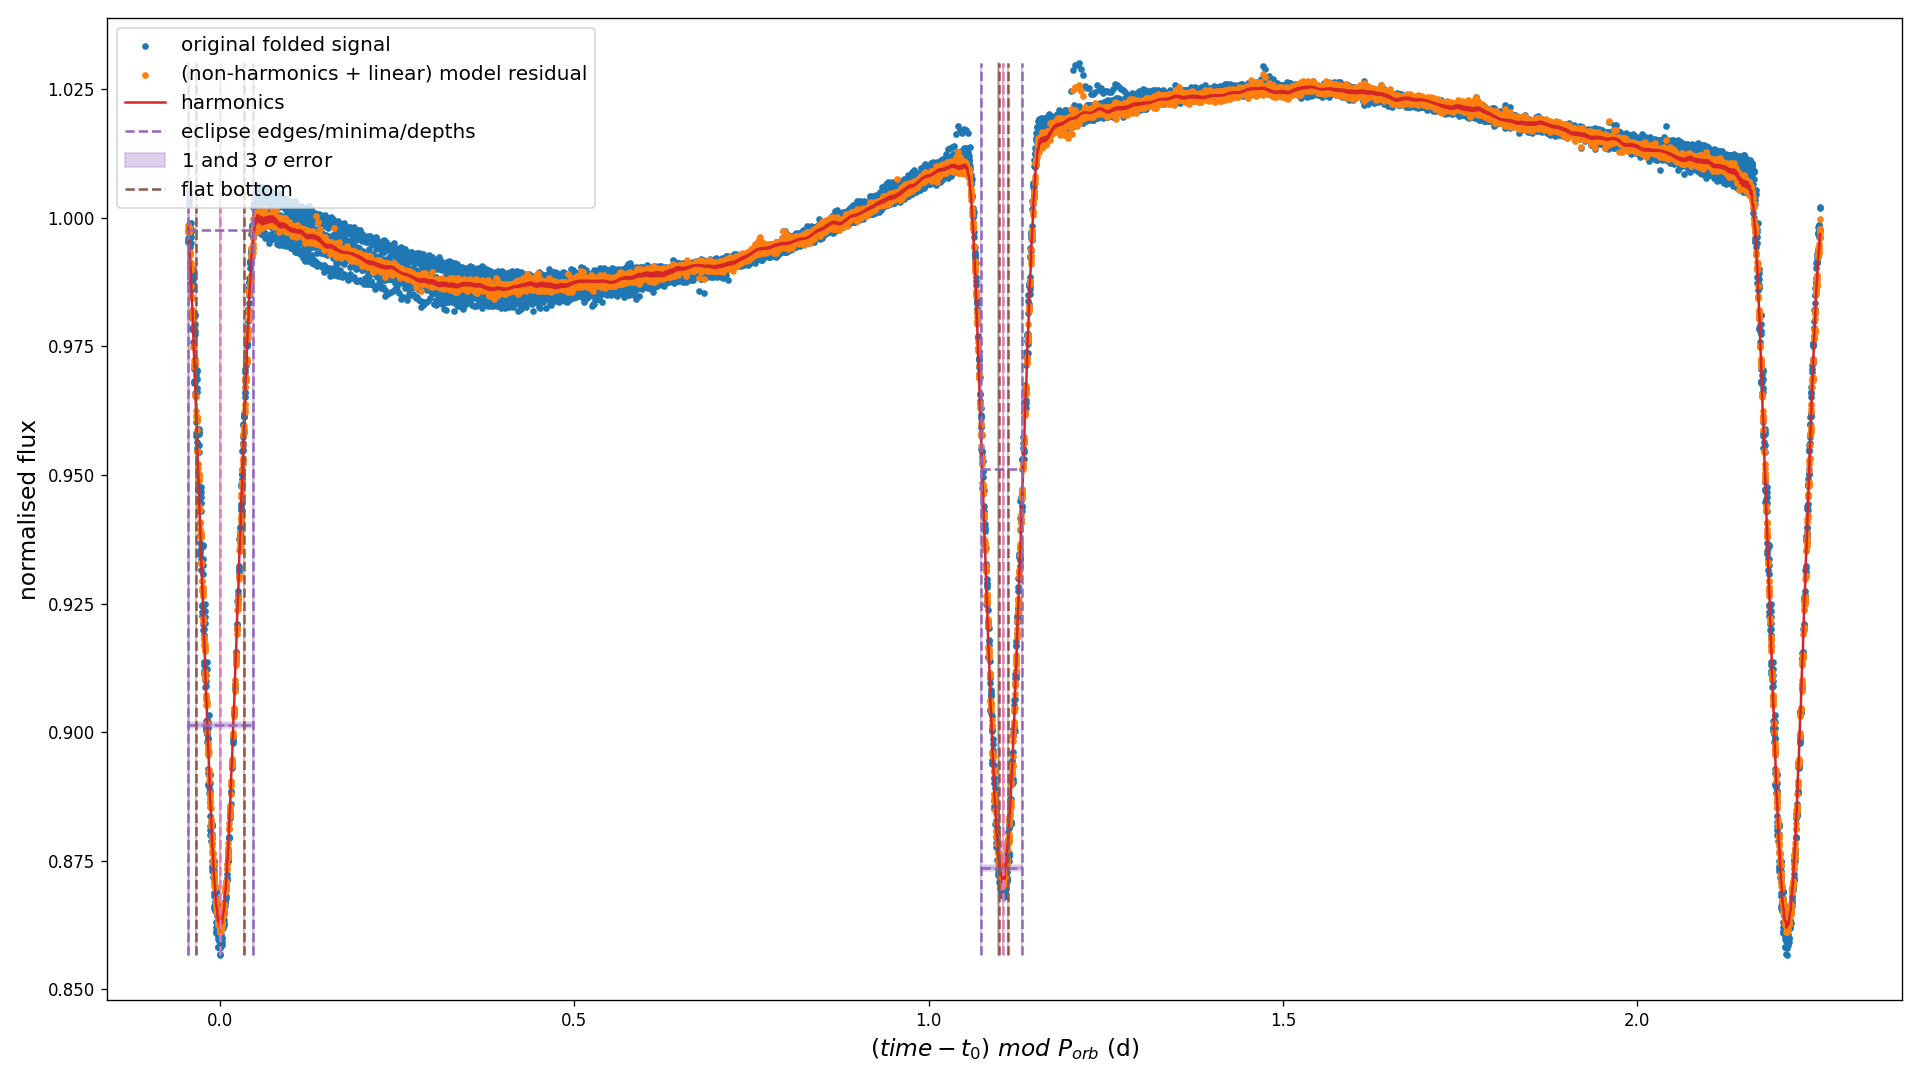 original folded signal
(non-harmonics + linear) model residual
harmonics
eclipse edges/minima/depths
1 and 3 σ error
flat bottom
normalised flux
1.025
1.000
0.975
0.950
0.925
0.900
0.875
0.850
0.0 0.5 1.0 1.5 2.0
(time − t₀) mod Pₒᵣb (d)